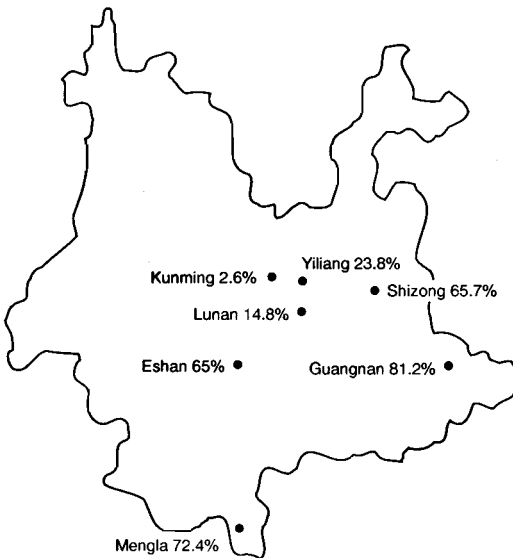 Yiliang 23.8%
Kunming 2.6%
Shizong 65.7%
Lunan 14.8%
Eshan 65%
Guangnan 81.2%
Mengla 72.4%